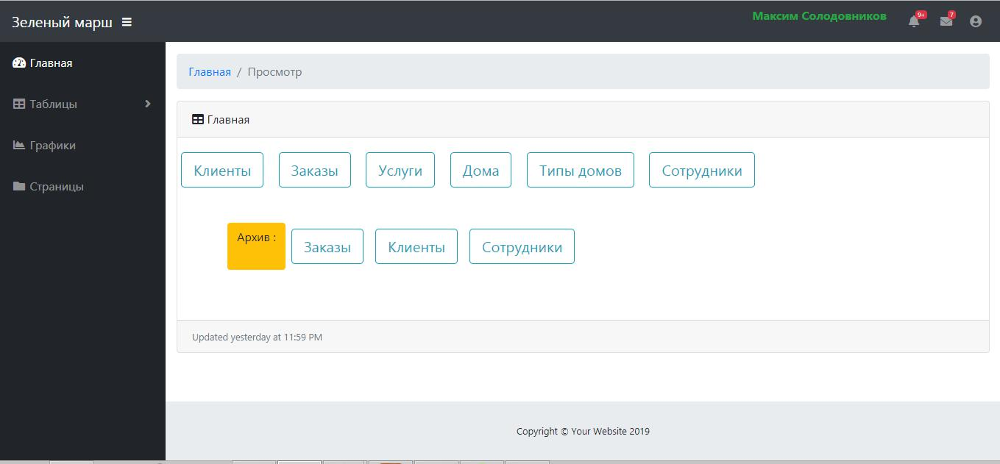 Зеленый марш
Максим Солодовников
9+
7
Главная
Таблицы
Графики
Страницы
Главная / Просмотр
Главная
Клиенты Заказы Услуги Дома Типы домов Сотрудники
Архив : Заказы Клиенты Сотрудники
Updated yesterday at 11:59 PM
Copyright © Your Website 2019